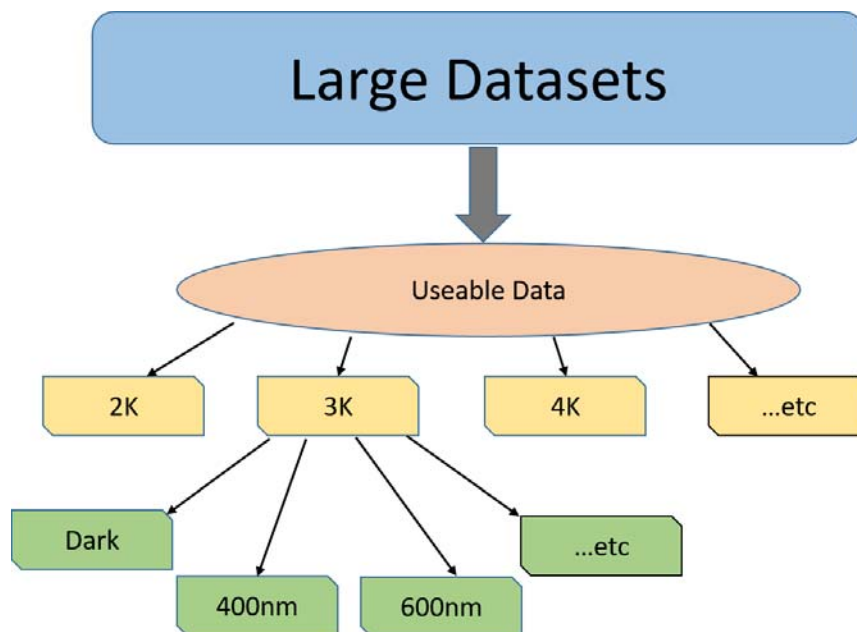 Large Datasets
Useable Data
2K
3K
4K
...etc
Dark
...etc
400nm
600nm